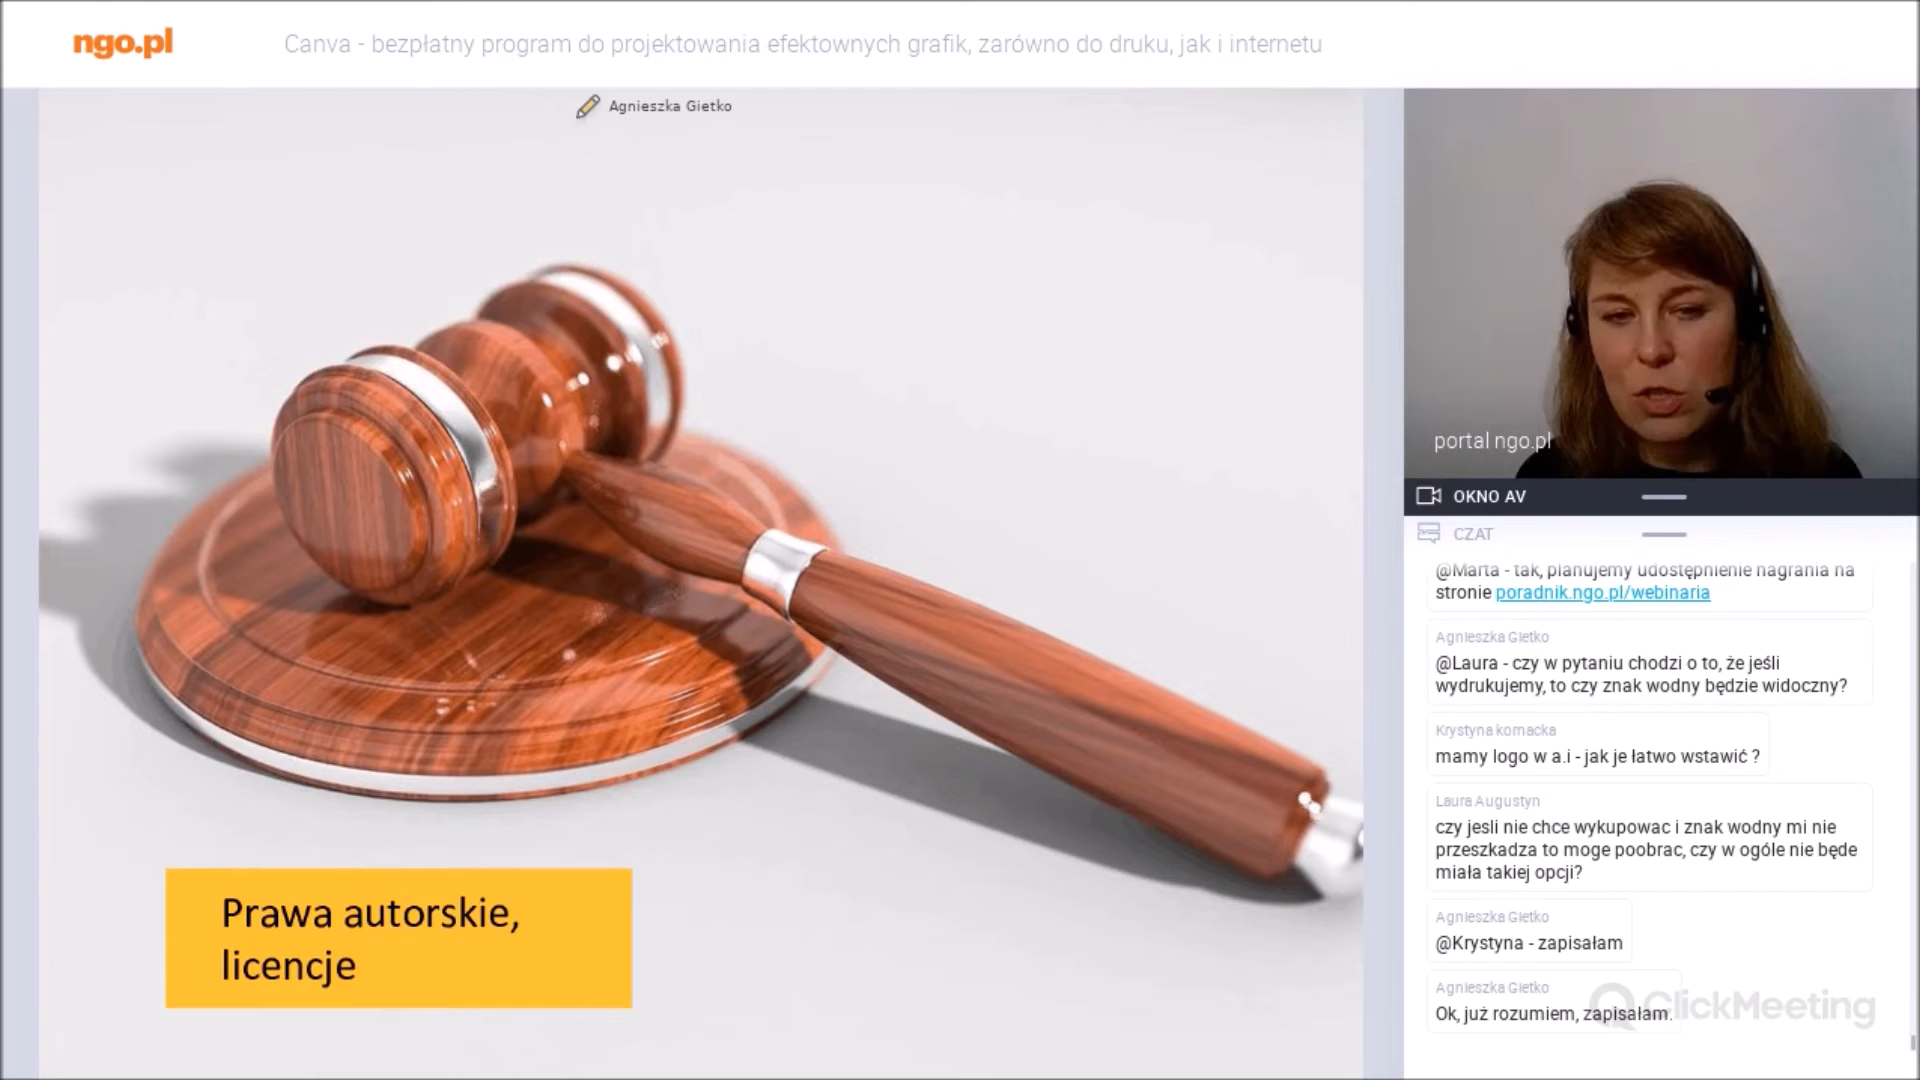 ngo.pl
Canva - bezpłatny program do projektowania efektownych grafik, zarówno do druku, jak i internetu
Agnieszka Gietko
Prawa autorskie,
licencje
portal ngo.pl
OKNO AV
CZAT
@Marta - tak, planujemy udostępnienie nagrania na
stronie poradnik.ngo.pl/webinaria
Agnieszka Gietko
@Laura - czy w pytaniu chodzi o to, że jeśli
wydrukujemy, to czy znak wodny będzie widoczny?
Krystyna kornacka
mamy logo w a.i - jak je łatwo wstawić ?
Laura Augustyn
czy jesli nie chce wykupowac i znak wodny mi nie
przeszkadza to moge poobrac, czy w ogóle nie będe
miała takiej opcji?
Agnieszka Gietko
@Krystyna - zapisałam
Agnieszka Gietko
Ok, już rozumiem, zapisałam.
ClickMeeting